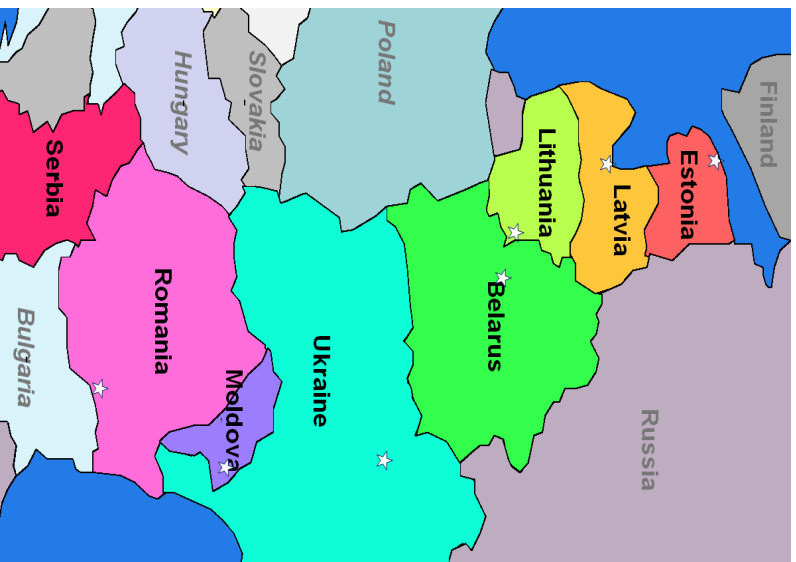 Finland
Estonia
Latvia
Lithuania
Russia
Belarus
Poland
Ukraine
Slovakia
Hungary
Moldova
Romania
Serbia
Bulgaria